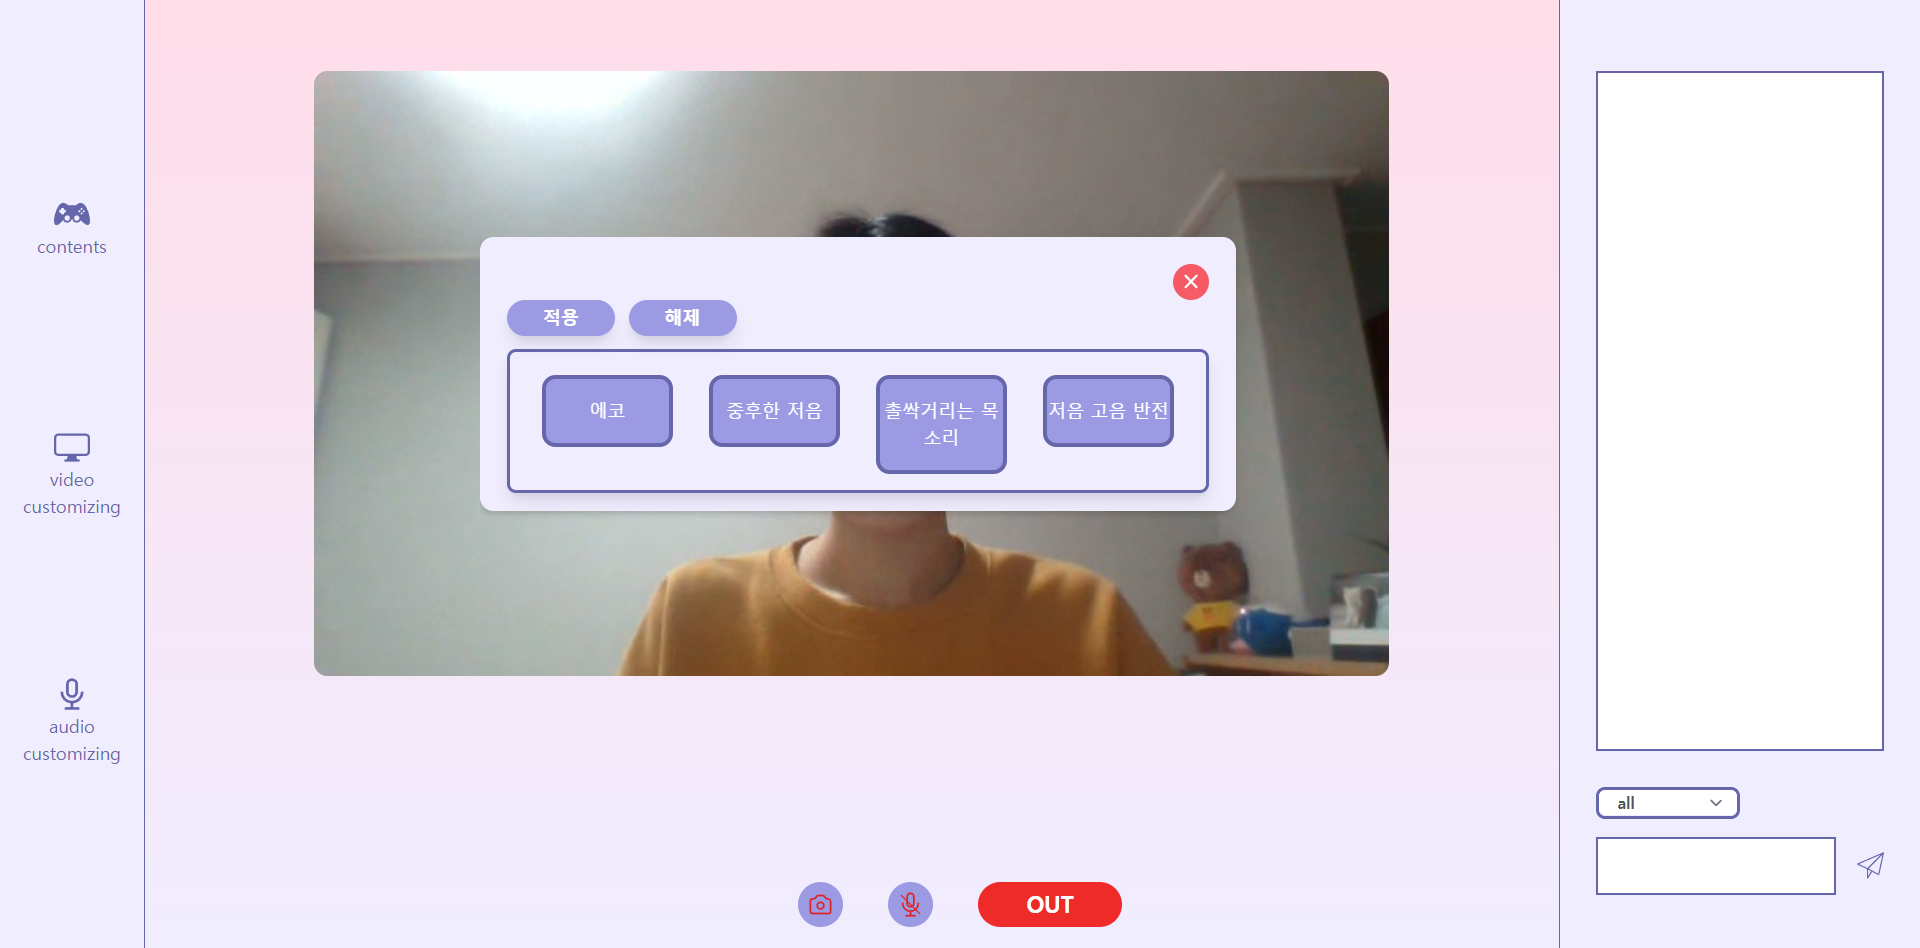 contents
video
customizing
audio
customizing
적용
해제
에코
중후한 저음
촐싹거리는 목
소리
저음 고음 반전
all
OUT